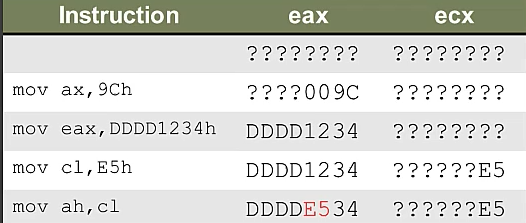 Instruction eax ecx
???????? ????????
mov ax,9Ch ????009C ????????
mov eax,DDDD1234h DDDD1234 ????????
mov cl,E5h DDDD1234 ??????E5
mov ah,cl DDDDE534 ??????E5